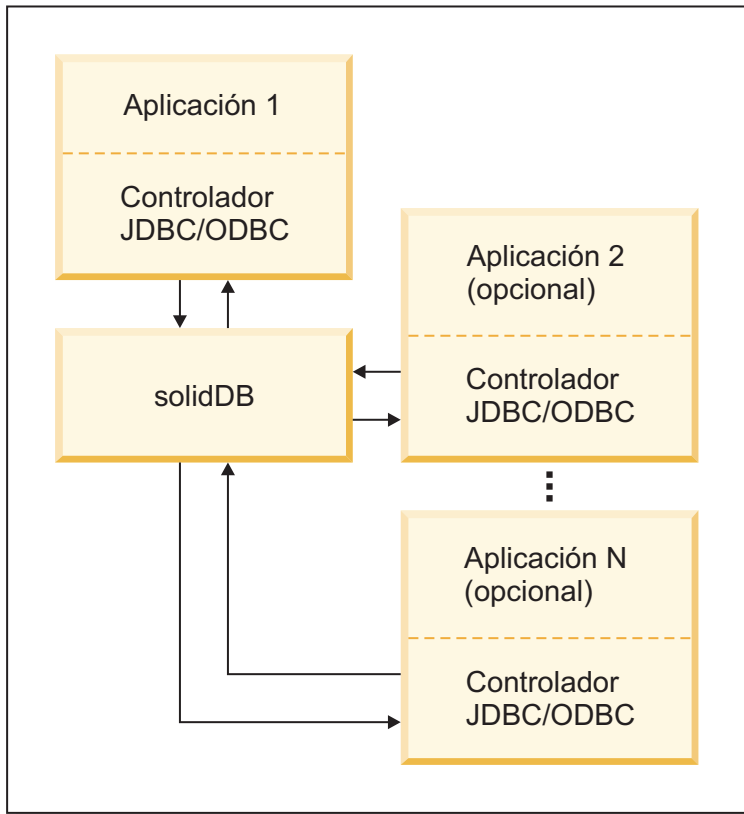 Aplicación 1
Controlador
JDBC/ODBC
solidDB
Aplicación 2
(opcional)
Controlador
JDBC/ODBC
Aplicación N
(opcional)
Controlador
JDBC/ODBC